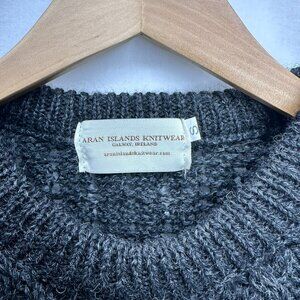 ARAN ISLANDS KNITWEAR
GALWAY, IRELAND
aranislandsknitwear.com
S